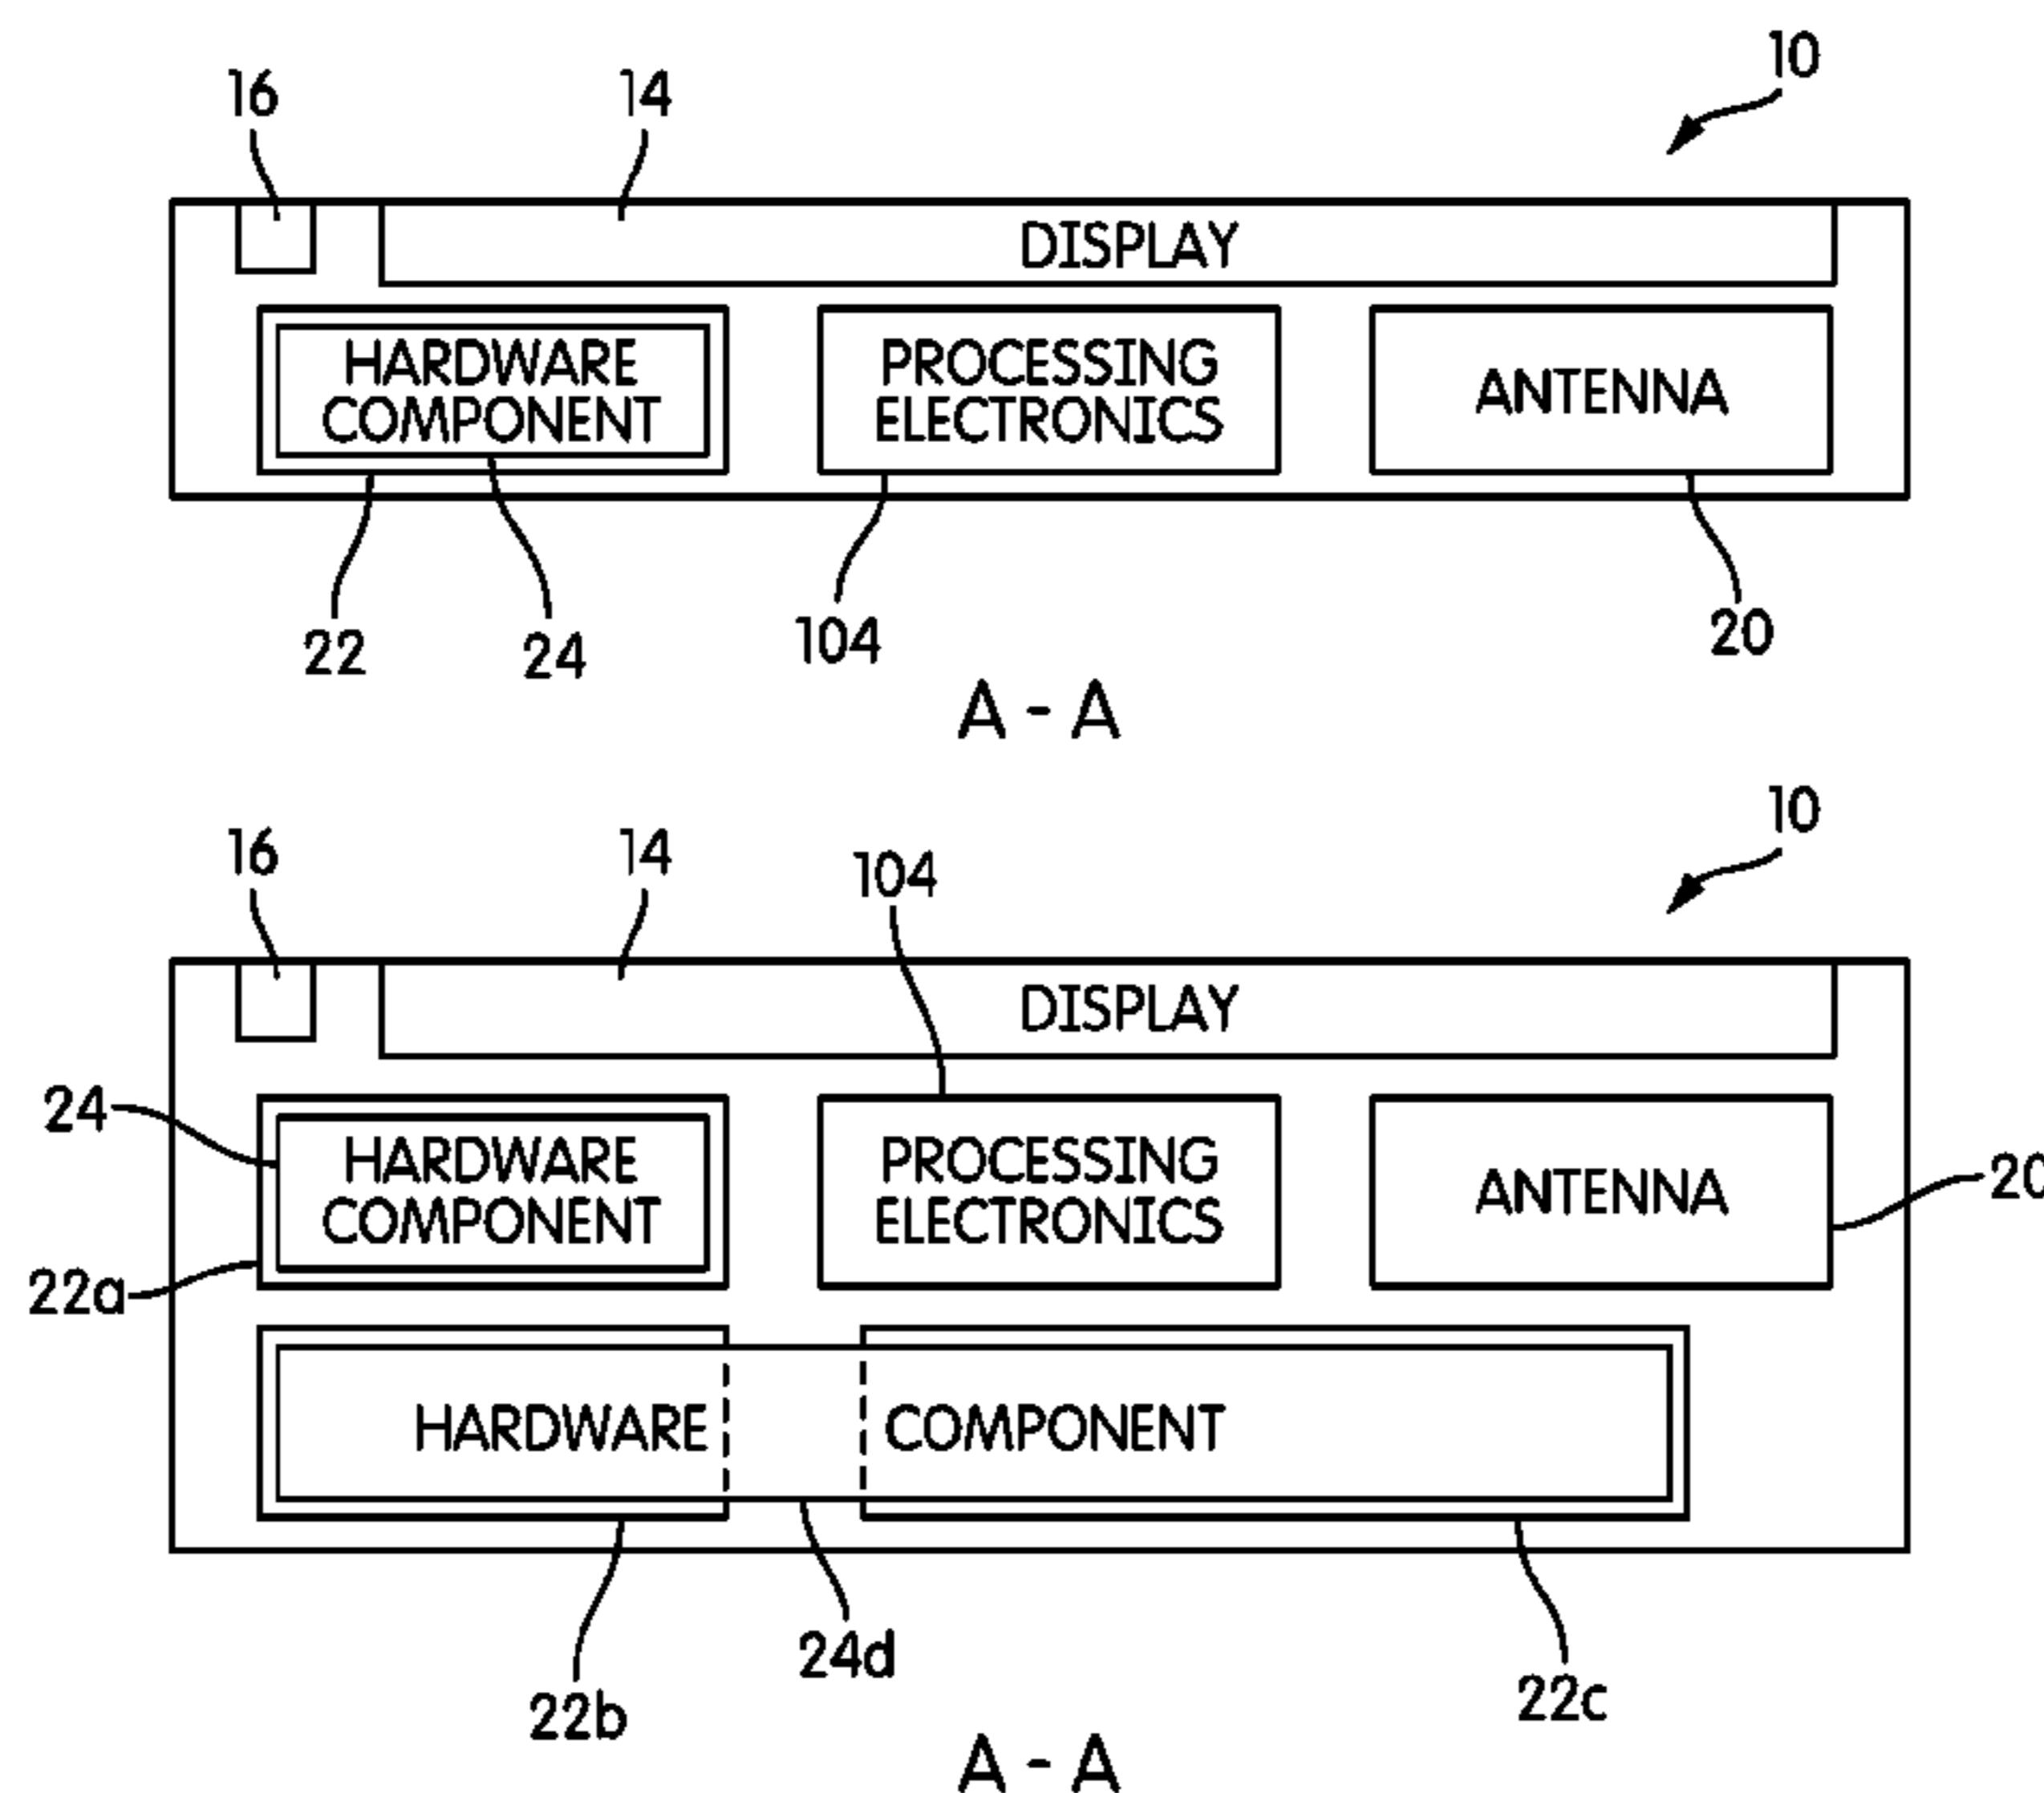 10
16
14
DISPLAY
HARDWARE
COMPONENT
PROCESSING
ELECTRONICS
ANTENNA
22
24
104
20
A - A
10
16
14
104
DISPLAY
24
HARDWARE
COMPONENT
PROCESSING
ELECTRONICS
ANTENNA
20
22a
HARDWARE COMPONENT
24d
22b
22c
A - A